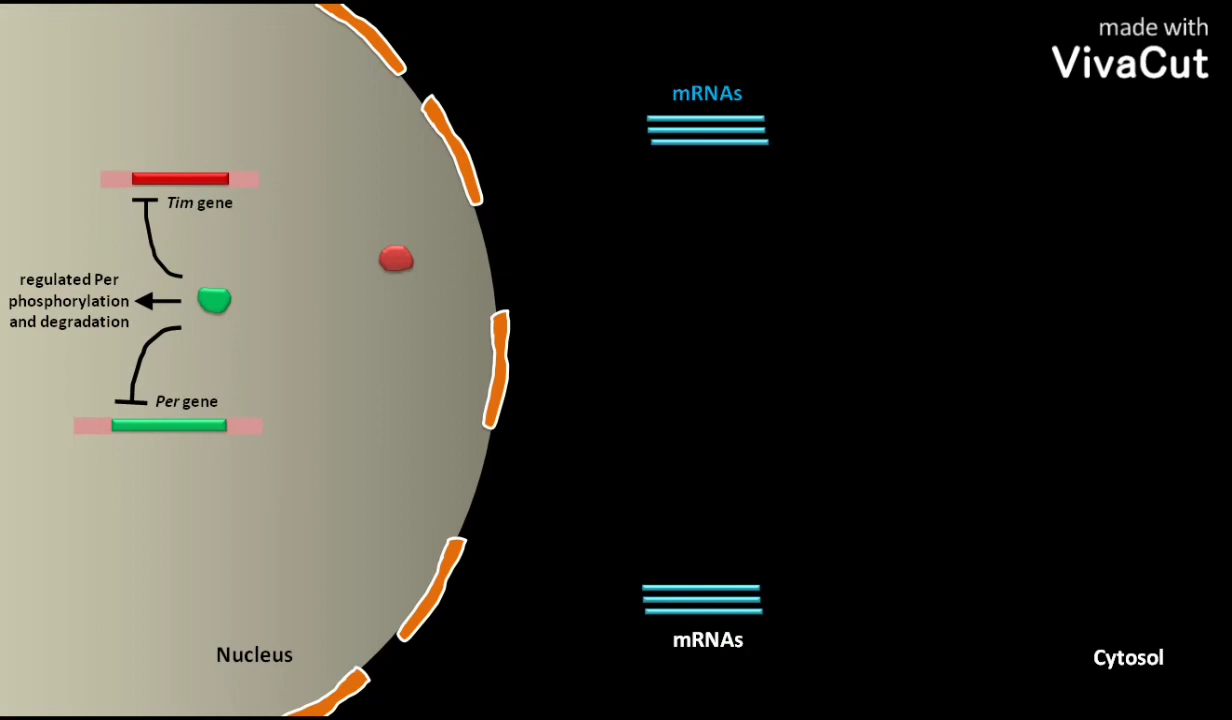 made with
VivaCut
mRNAs
Tim gene
regulated Per
phosphorylation
and degradation
Per gene
mRNAs
Nucleus
Cytosol